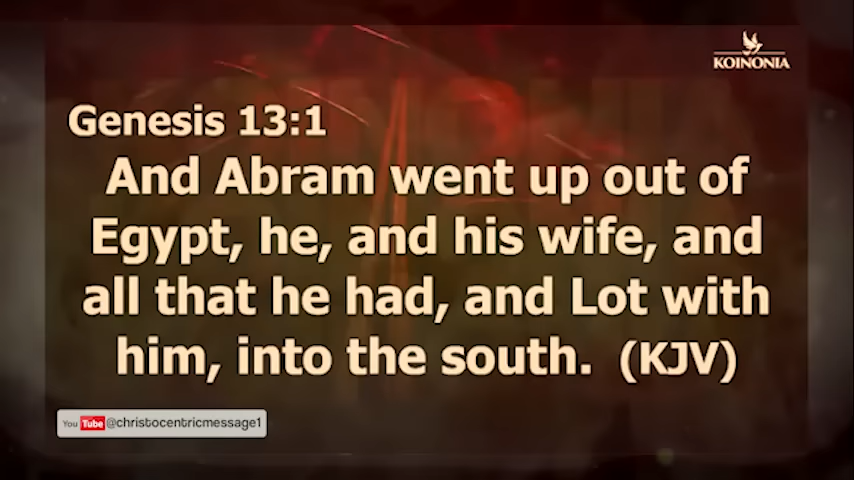 KOINONIA
Genesis 13:1
And Abram went up out of
Egypt, he, and his wife, and
all that he had, and Lot with
him, into the south. (KJV)
You Tube @christocentricmessage1